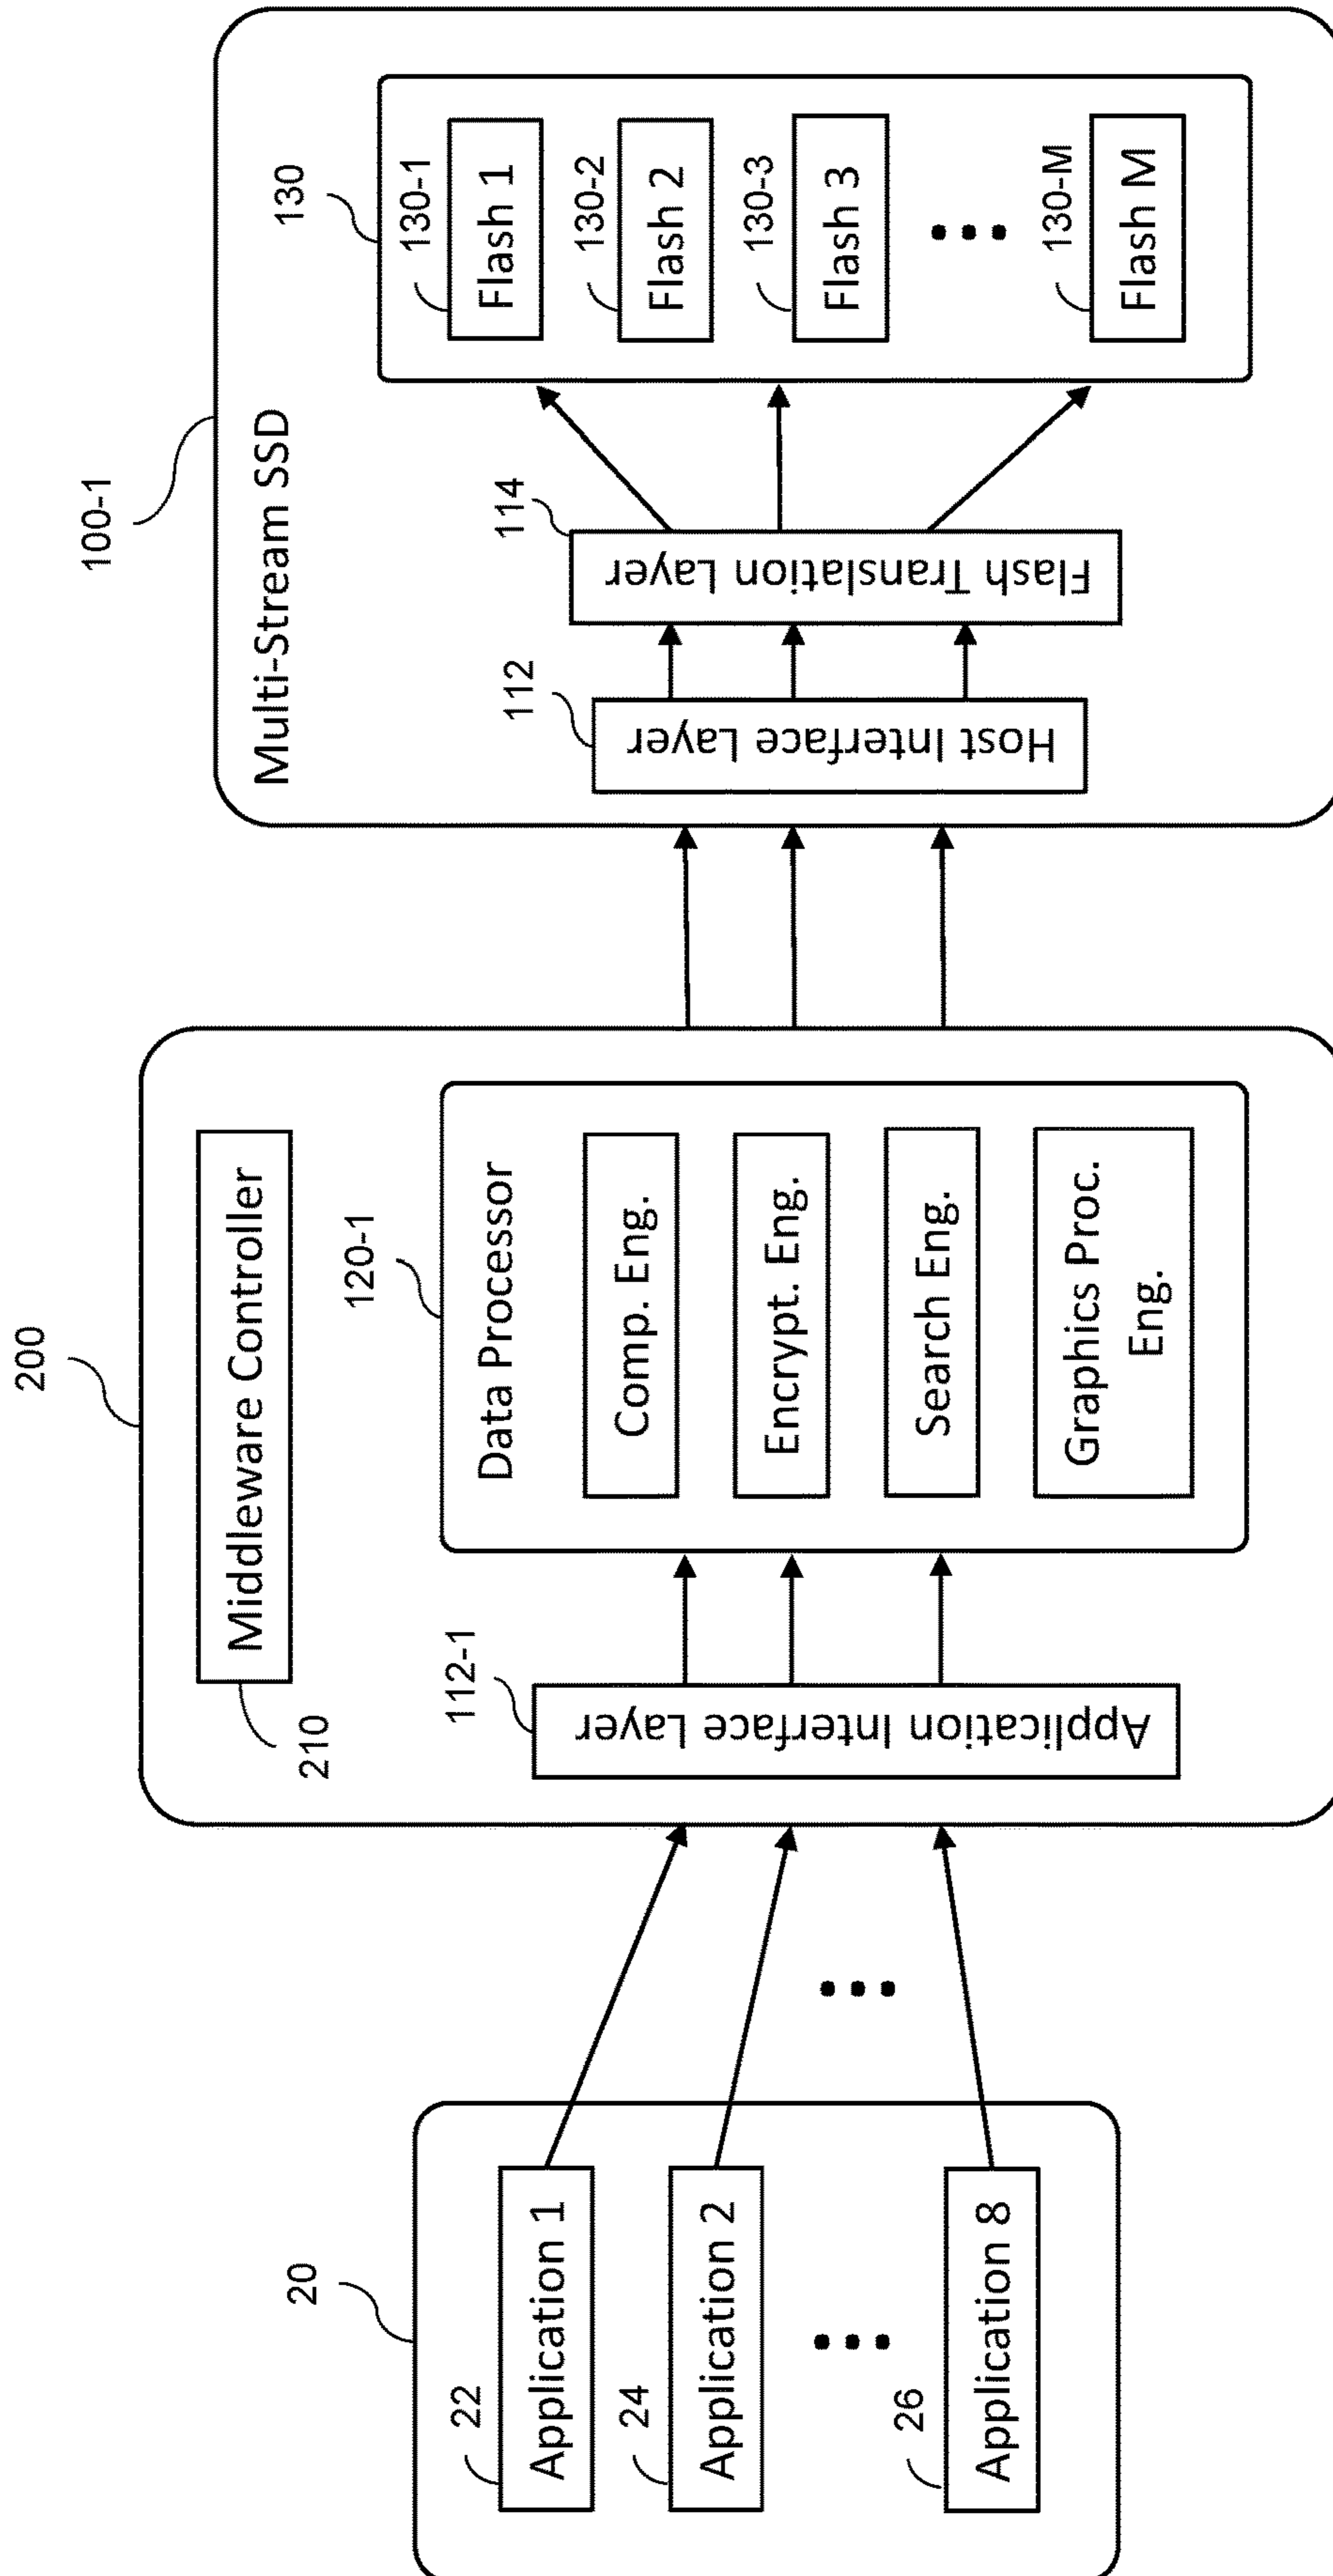 20
22
Application 1
24
Application 2
26
Application 8
200
210
Middleware Controller
112-1
Application Interface Layer
120-1
Data Processor
Comp. Eng.
Encrypt. Eng.
Search Eng.
Graphics Proc.
Eng.
100-1
Multi-Stream SSD
112
Host Interface Layer
114
Flash Translation Layer
130
130-1
Flash 1
130-2
Flash 2
130-3
Flash 3
130-M
Flash M